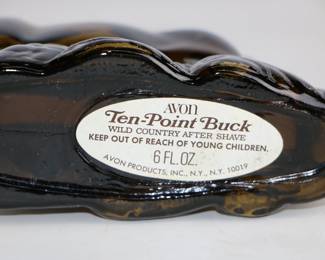 AVON
Ten-Point Buck
WILD COUNTRY AFTER SHAVE
KEEP OUT OF REACH OF YOUNG CHILDREN.
6 FL. OZ.
AVON PRODUCTS, INC., N.Y., N.Y. 10019